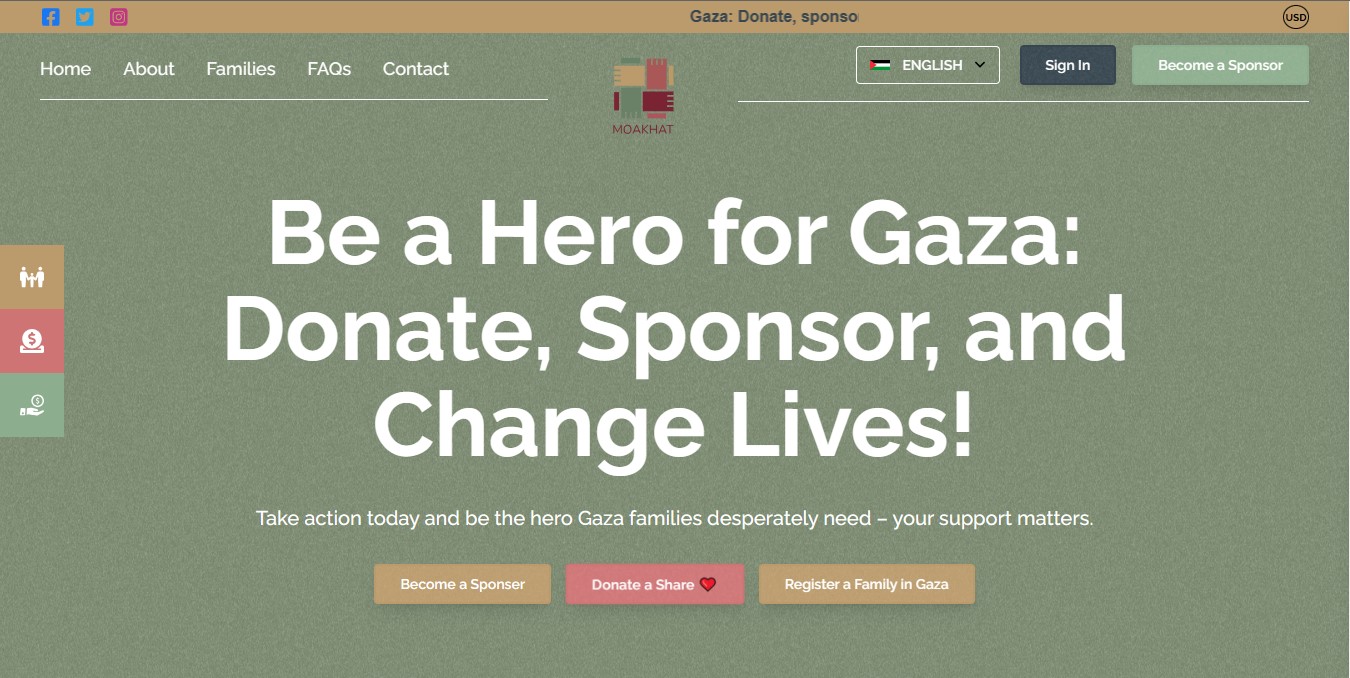 Gaza: Donate, sponso
USD
Home About Families FAQs Contact
MOAKHAT
ENGLISH
Sign In
Become a Sponsor
Be a Hero for Gaza:
Donate, Sponsor, and
Change Lives!
Take action today and be the hero Gaza families desperately need – your support matters.
Become a Sponser
Donate a Share ❤️
Register a Family in Gaza